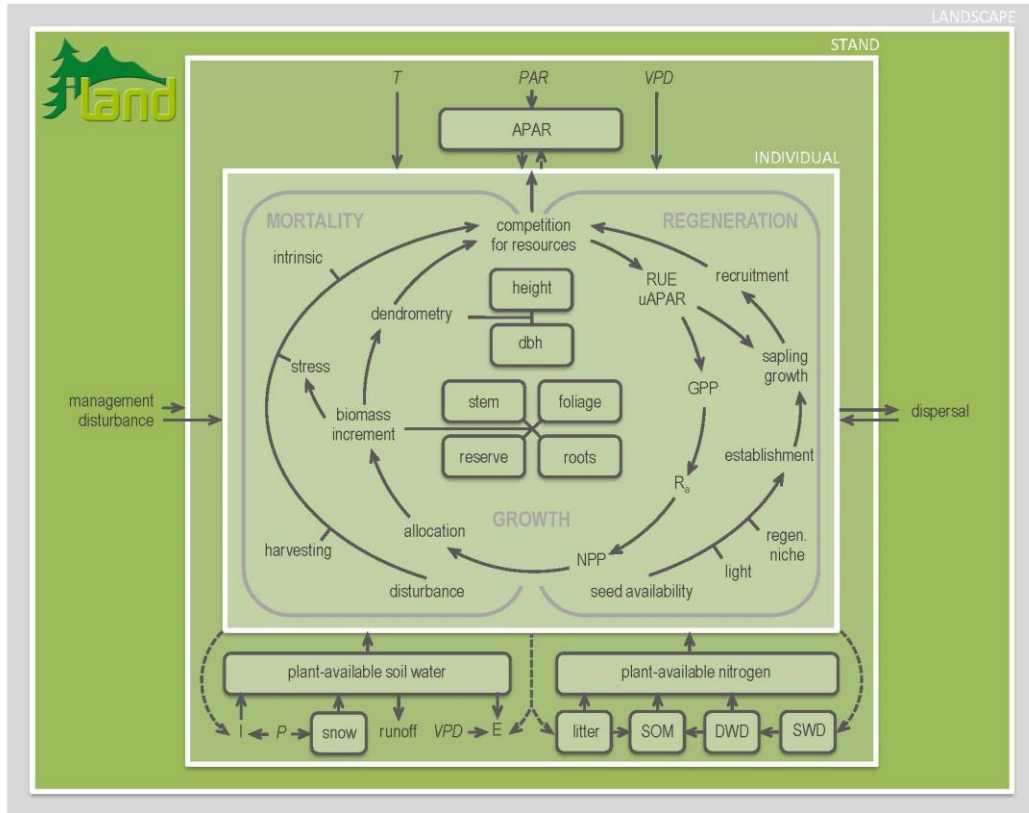 LANDSCAPE
iland
STAND
T PAR VPD
APAR
INDIVIDUAL
MORTALITY
REGENERATION
competition
for resources
intrinsic
RUE
uAPAR
recruitment
height
dendrometry
dbh
stress
sapling
growth
GPP
management
disturbance
dispersal
stem
foliage
biomass
increment
reserve
roots
establishment
Ra
allocation
GROWTH
regen.
niche
harvesting
NPP
light
disturbance
seed availability
plant-available soil water
plant-available nitrogen
I P snow runoff VPD E
litter SOM DWD SWD